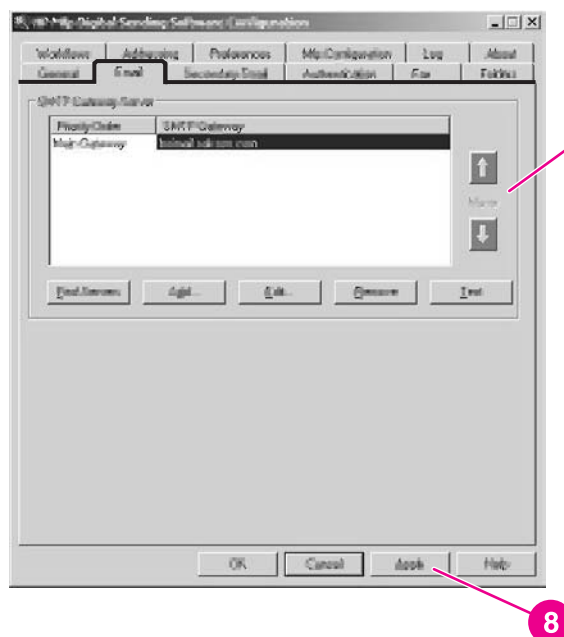 HP Mfp Digital Sending Software Configuration
Workflows Addressing Preferences Mfp Configuration Log About
General Email Secondary Email Authentication Fax Folders
SMTP Gateway Server
Priority Order SMTP Gateway
Main Gateway
Move
Find Servers... Add... Edit... Remove Test
OK Cancel Apply Help
8